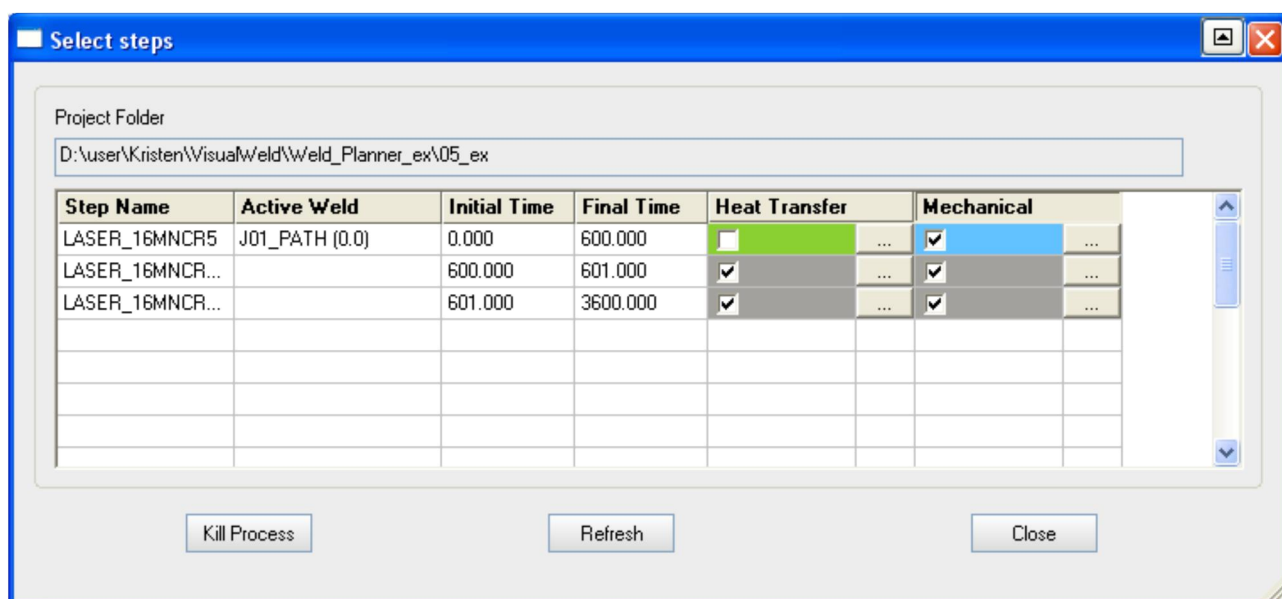 Select steps
Project Folder
D:\user\Kristen\VisualWeld\Weld_Planner_ex\05_ex
Step Name Active Weld Initial Time Final Time Heat Transfer Mechanical
LASER_16MNCR5 J01_PATH (0.0) 0.000 600.000 ... ...
LASER_16MNCR... 600.000 601.000 ... ...
LASER_16MNCR... 601.000 3600.000 ... ...
Kill Process Refresh Close